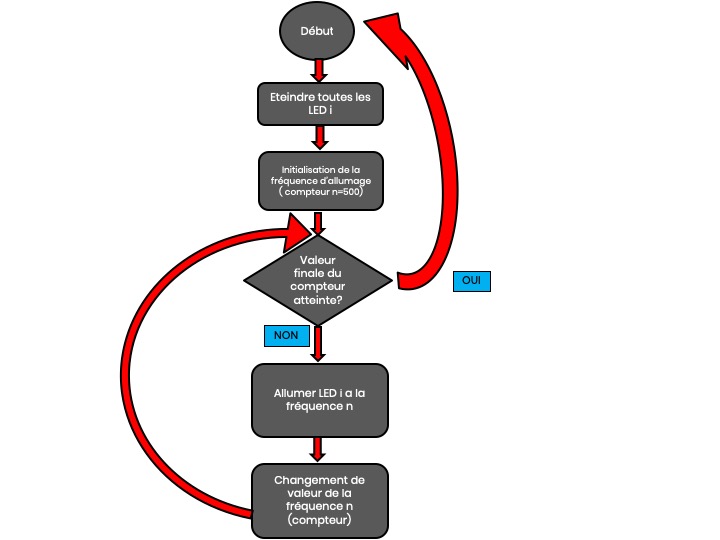 Début
Eteindre toutes les
LED i
Initialisation de la
fréquence d'allumage
( compteur n=500)
Valeur
finale du
compteur
atteinte?
OUI
NON
Allumer LED i a la
fréquence n
Changement de
valeur de la
fréquence n
(compteur)